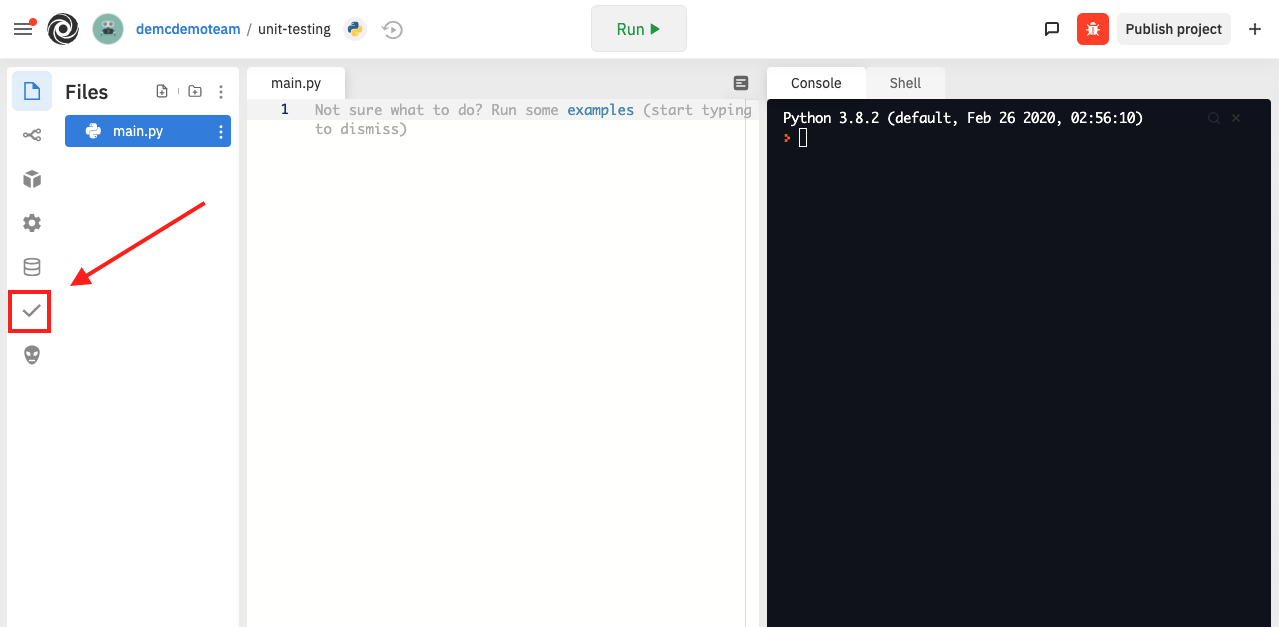 demcdemoteam / unit-testing
Run
Publish project
Files
main.py
main.py
1 Not sure what to do? Run some examples (start typing
to dismiss)
Console
Shell
Python 3.8.2 (default, Feb 26 2020, 02:56:10)
>